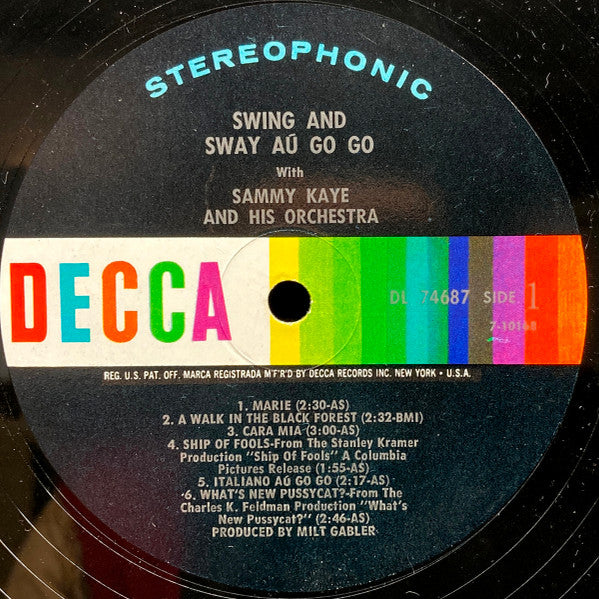 STEREOPHONIC
SWING AND
SWAY AÚ GO GO
With
SAMMY KAYE
AND HIS ORCHESTRA
DECCA
DL 74687 SIDE 1
7-10168
REG. U.S. PAT. OFF. MARCA REGISTRADA M'F'R'D BY DECCA RECORDS INC. NEW YORK • U.S.A.
1. MARIE (2:30-AS)
2. A WALK IN THE BLACK FOREST (2:32-BMI)
3. CARA MIA (3:00-AS)
4. SHIP OF FOOLS-From The Stanley Kramer
Production "Ship Of Fools" A Columbia
Pictures Release (1:55-AS)
5. ITALIANO AÚ GO GO (2:17-AS)
6. WHAT'S NEW PUSSYCAT?-From The
Charles K. Feldman Production "What's
New Pussycat?" (2:46-AS)
PRODUCED BY MILT GABLER